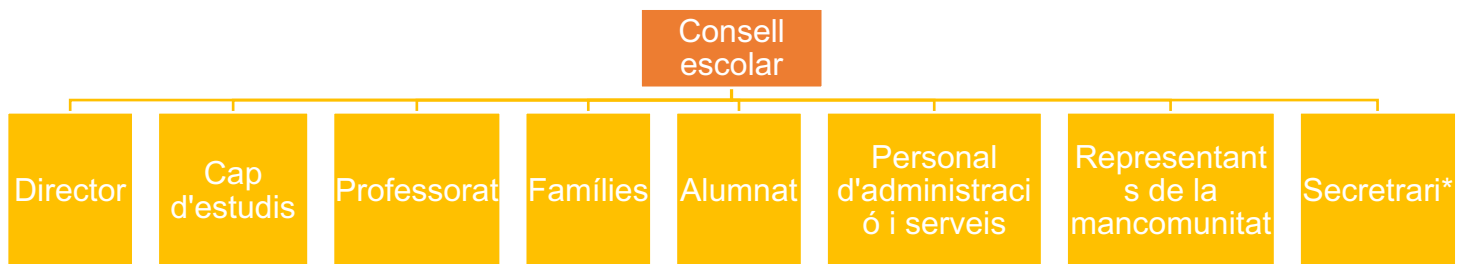 Consell
escolar
Director
Cap
d'estudis
Professorat
Famílies
Alumnat
Personal
d'administraci
ó i serveis
Representant
s de la
mancomunitat
Secretrari*